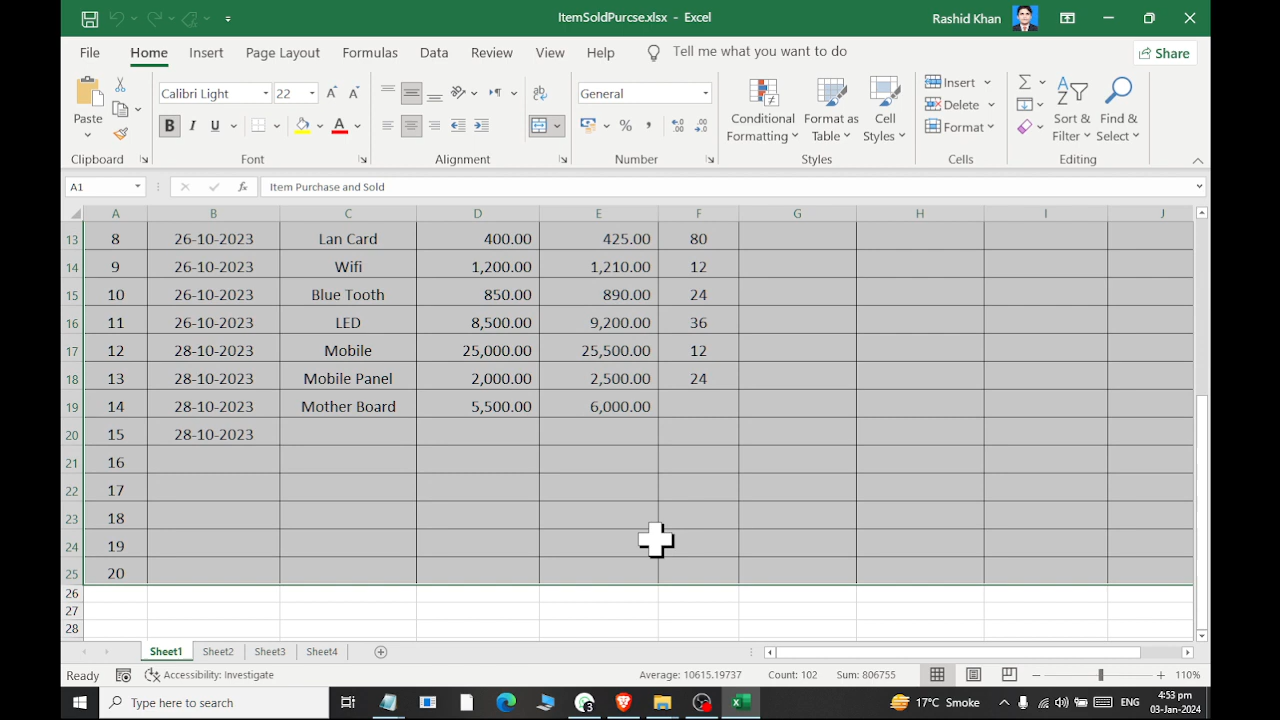 ItemSoldPurcse.xlsx - Excel
Rashid Khan
File Home Insert Page Layout Formulas Data Review View Help Tell me what you want to do Share
Paste
Calibri Light 22
B I U A
General
Conditional Formatting
Format as Table
Cell Styles
Insert
Delete
Format
Sort & Filter
Find & Select
Clipboard Font Alignment Number Styles Cells Editing
A1 fx Item Purchase and Sold
A B C D E F G H I J
13 8 26-10-2023 Lan Card 400.00 425.00 80
14 9 26-10-2023 Wifi 1,200.00 1,210.00 12
15 10 26-10-2023 Blue Tooth 850.00 890.00 24
16 11 26-10-2023 LED 8,500.00 9,200.00 36
17 12 28-10-2023 Mobile 25,000.00 25,500.00 12
18 13 28-10-2023 Mobile Panel 2,000.00 2,500.00 24
19 14 28-10-2023 Mother Board 5,500.00 6,000.00
20 15 28-10-2023
21 16
22 17
23 18
24 19
25 20
26
27
28
Sheet1 Sheet2 Sheet3 Sheet4
Ready Accessibility: Investigate Average: 10615.19737 Count: 102 Sum: 806755 110%
Type here to search 17°C Smoke ENG 4:53 pm
03-Jan-2024